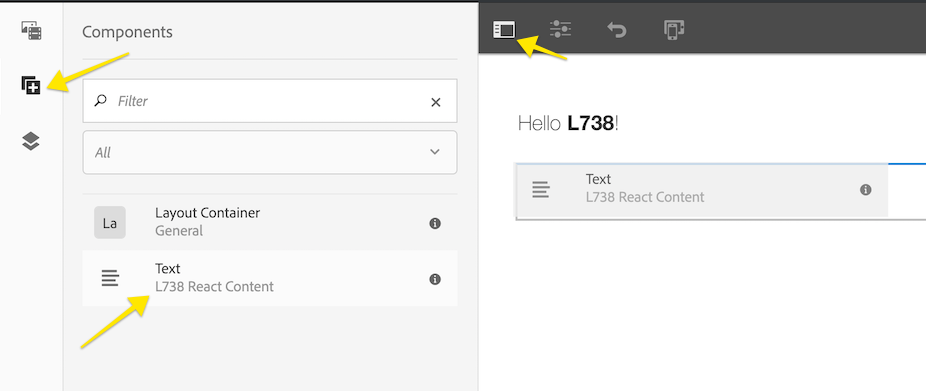 Components
Filter
All
La
Layout Container
General
Text
L738 React Content
Hello L738!
Text
L738 React Content